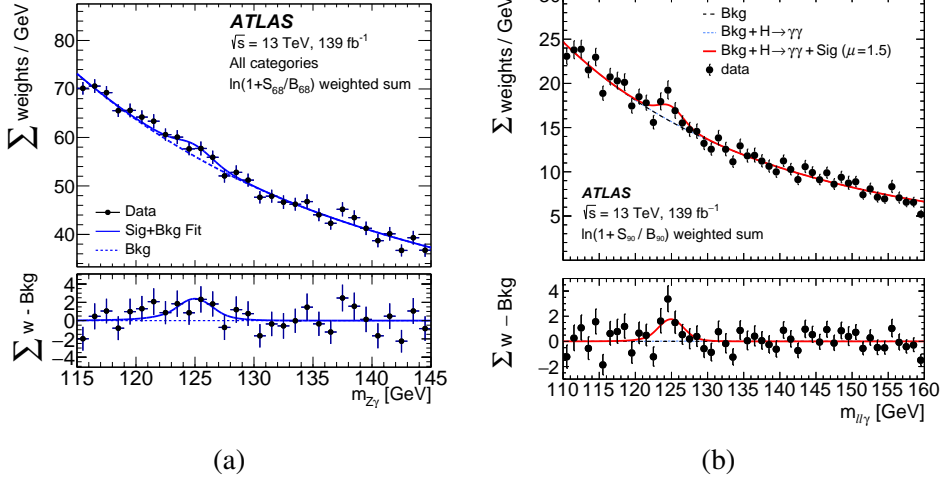 Σ weights / GeV
ATLAS
√s = 13 TeV, 139 fb⁻¹
All categories
ln(1+S₆₈/B₆₈) weighted sum
80
70
60
50
40
Data
Sig+Bkg Fit
Bkg
Σ w - Bkg
4
2
0
−2
−4
115 120 125 130 135 140 145
m_Zγ [GeV]
(a)
Σ weights / GeV
Bkg
Bkg + H→γγ
Bkg + H→γγ + Sig (μ = 1.5)
data
25
20
15
10
5
ATLAS
√s = 13 TeV, 139 fb⁻¹
ln(1 + S₉₀ / B₉₀) weighted sum
Σ w − Bkg
4
2
0
−2
110 115 120 125 130 135 140 145 150 155 160
m_llγ [GeV]
(b)